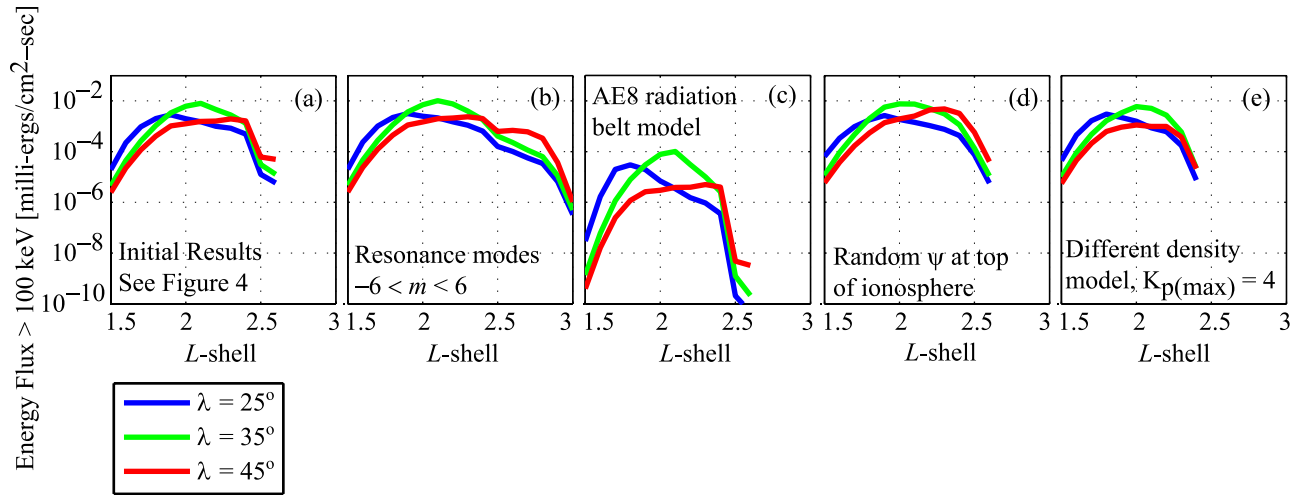 Energy Flux > 100 keV [milli-ergs/cm²–sec]
10⁻²
10⁻⁴
10⁻⁶
10⁻⁸
10⁻¹⁰
(a)
Initial Results
See Figure 4
1.5 2 2.5 3
L-shell
(b)
Resonance modes
–6 < m < 6
1.5 2 2.5 3
L-shell
AE8 radiation
belt model
(c)
1.5 2 2.5 3
L-shell
(d)
Random ψ at top
of ionosphere
1.5 2 2.5 3
L-shell
(e)
Different density
model, Kp(max) = 4
1.5 2 2.5 3
L-shell
λ = 25º
λ = 35º
λ = 45º